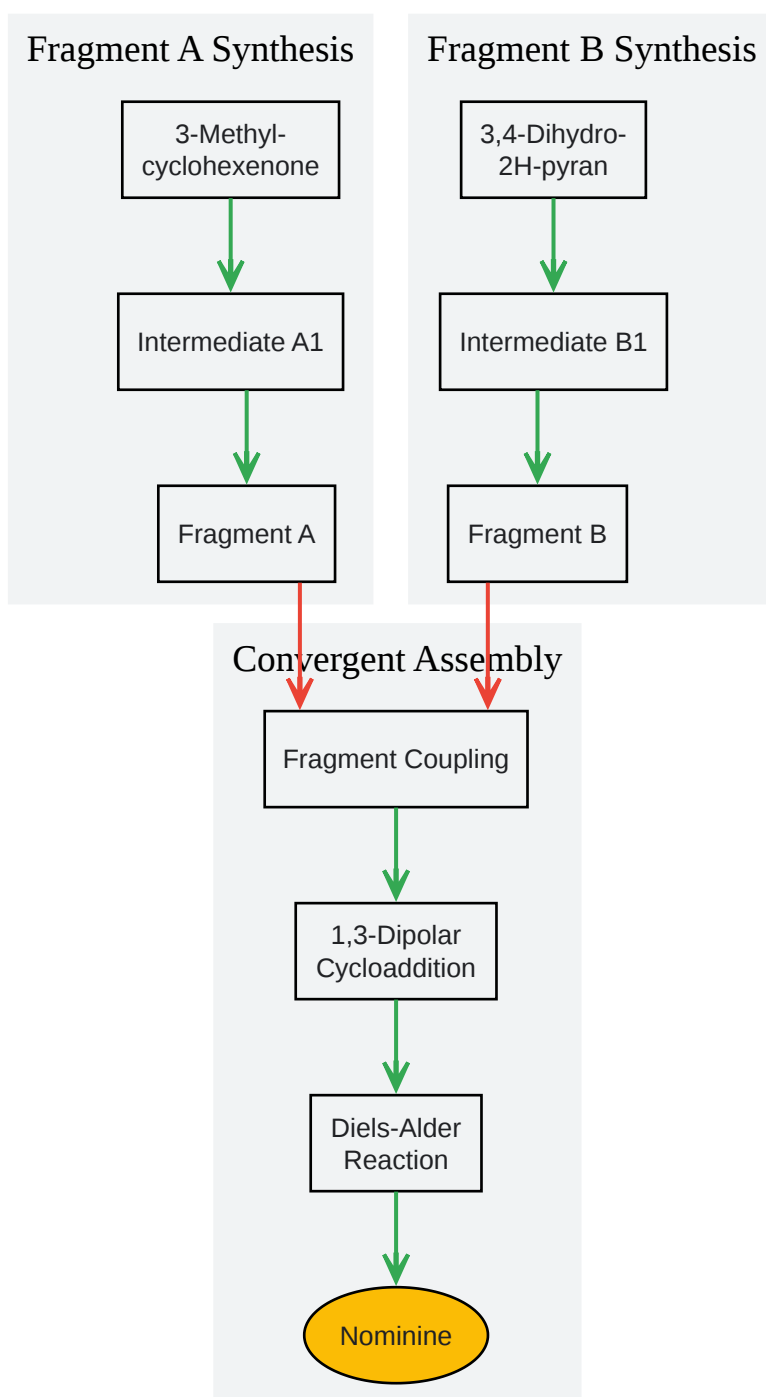 Fragment A Synthesis
3-Methyl-
cyclohexenone
Intermediate A1
Fragment A
Fragment B Synthesis
3,4-Dihydro-
2H-pyran
Intermediate B1
Fragment B
Convergent Assembly
Fragment Coupling
1,3-Dipolar
Cycloaddition
Diels-Alder
Reaction
Nominine